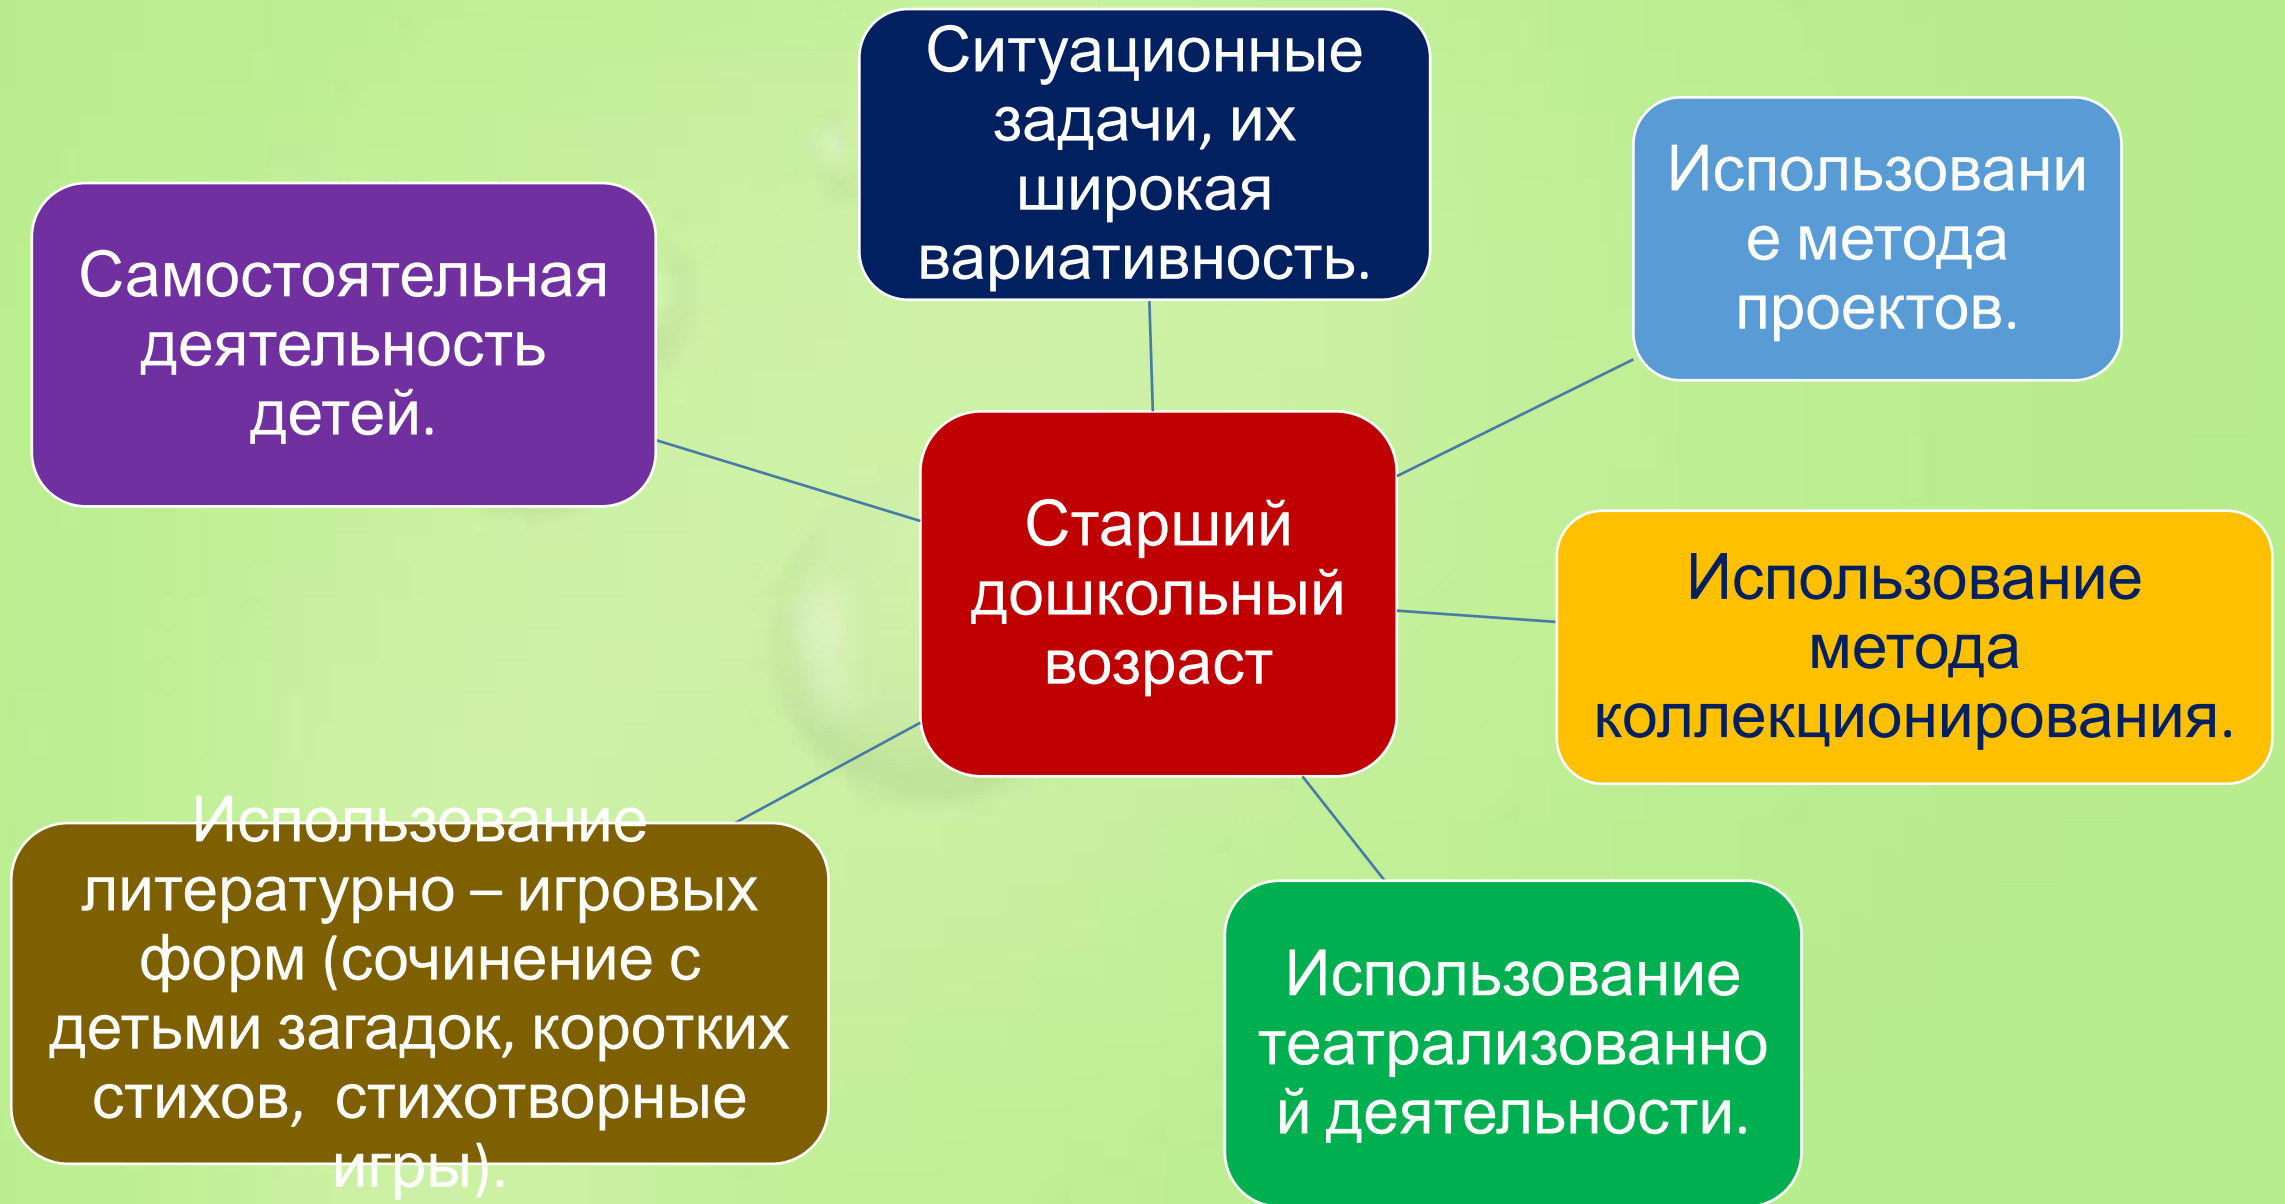 Ситуационные
задачи, их
широкая
вариативность.
Использовани
е метода
проектов.
Самостоятельная
деятельность
детей.
Старший
дошкольный
возраст
Использование
метода
коллекционирования.
Использование
литературно – игровых
форм (сочинение с
детьми загадок, коротких
стихов,  стихотворные
игры).
Использование
театрализованно
й деятельности.